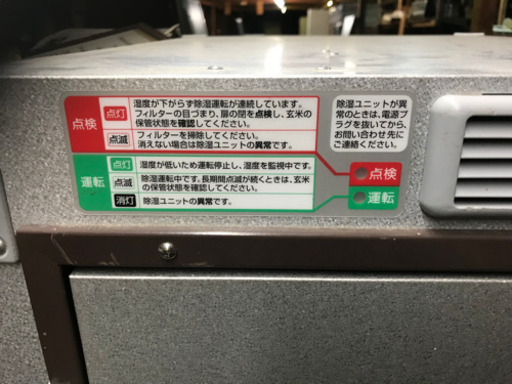 点検
点灯
湿度が下がらず除湿運転が連続しています。
フィルターの目づまり、扉の閉を点検し、玄米の保管状態を確認してください。
点滅
フィルターを掃除してください。
消えない場合は除湿ユニットの異常です。
運転
点灯
湿度が低いため運転停止し、湿度を監視中です。
点滅
除湿運転中です。長期間点滅が続くときは、玄米の保管状態を確認してください。
消灯
除湿ユニットの異常です。
除湿ユニットが異
常のときは、電源プ
ラグを抜いてから、
お問い合わせ先に
ご連絡ください。
点検
運転